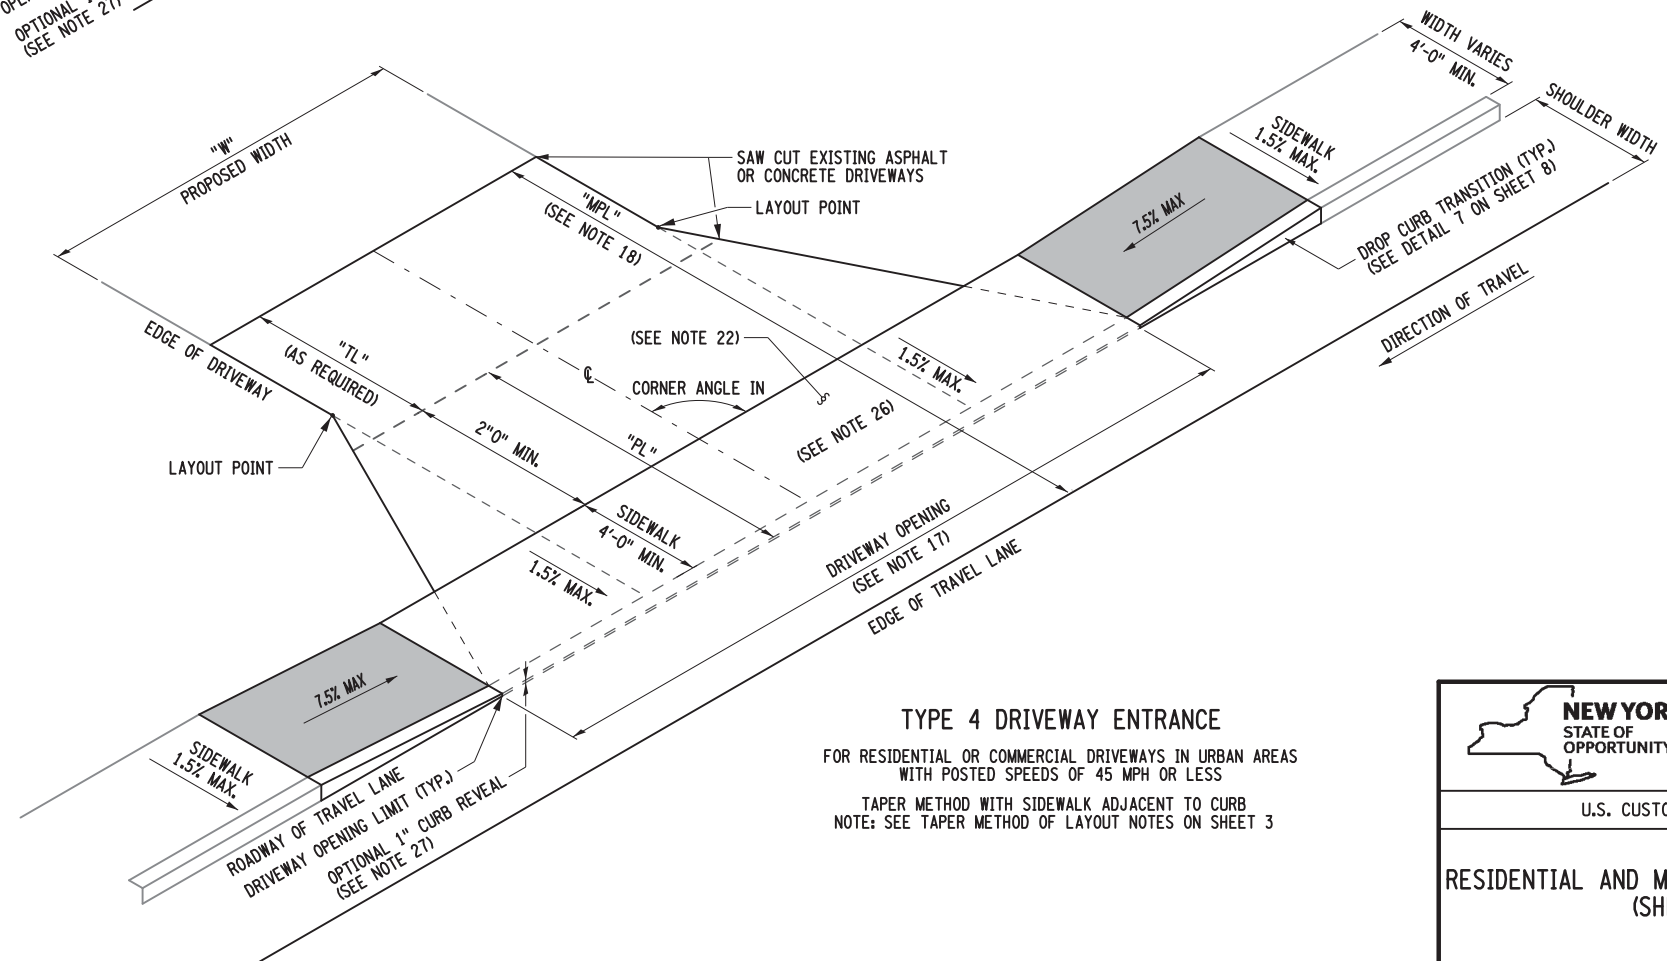 OPTIONAL
(SEE NOTE 27)
WIDTH VARIES
4'-0" MIN.
SHOULDER WIDTH
"W"
PROPOSED WIDTH
SAW CUT EXISTING ASPHALT
OR CONCRETE DRIVEWAYS
LAYOUT POINT
"MPL"
(SEE NOTE 18)
SIDEWALK
1.5% MAX.
7.5% MAX
DROP CURB TRANSITION (TYP.)
(SEE DETAIL 7 ON SHEET 8)
DIRECTION OF TRAVEL
EDGE OF DRIVEWAY
"TL"
(AS REQUIRED)
(SEE NOTE 22)
℄
CORNER ANGLE IN
1.5% MAX.
(SEE NOTE 26)
2"0" MIN.
"PL"
LAYOUT POINT
SIDEWALK
4'-0" MIN.
1.5% MAX.
DRIVEWAY OPENING
(SEE NOTE 17)
EDGE OF TRAVEL LANE
7.5% MAX
SIDEWALK
1.5% MAX.
ROADWAY OF TRAVEL LANE
DRIVEWAY OPENING LIMIT (TYP.)
OPTIONAL 1" CURB REVEAL
(SEE NOTE 27)
TYPE 4 DRIVEWAY ENTRANCE
FOR RESIDENTIAL OR COMMERCIAL DRIVEWAYS IN URBAN AREAS
WITH POSTED SPEEDS OF 45 MPH OR LESS
TAPER METHOD WITH SIDEWALK ADJACENT TO CURB
NOTE: SEE TAPER METHOD OF LAYOUT NOTES ON SHEET 3
NEW YOR
STATE OF
OPPORTUNITY
U.S. CUSTO
RESIDENTIAL AND M
(SH